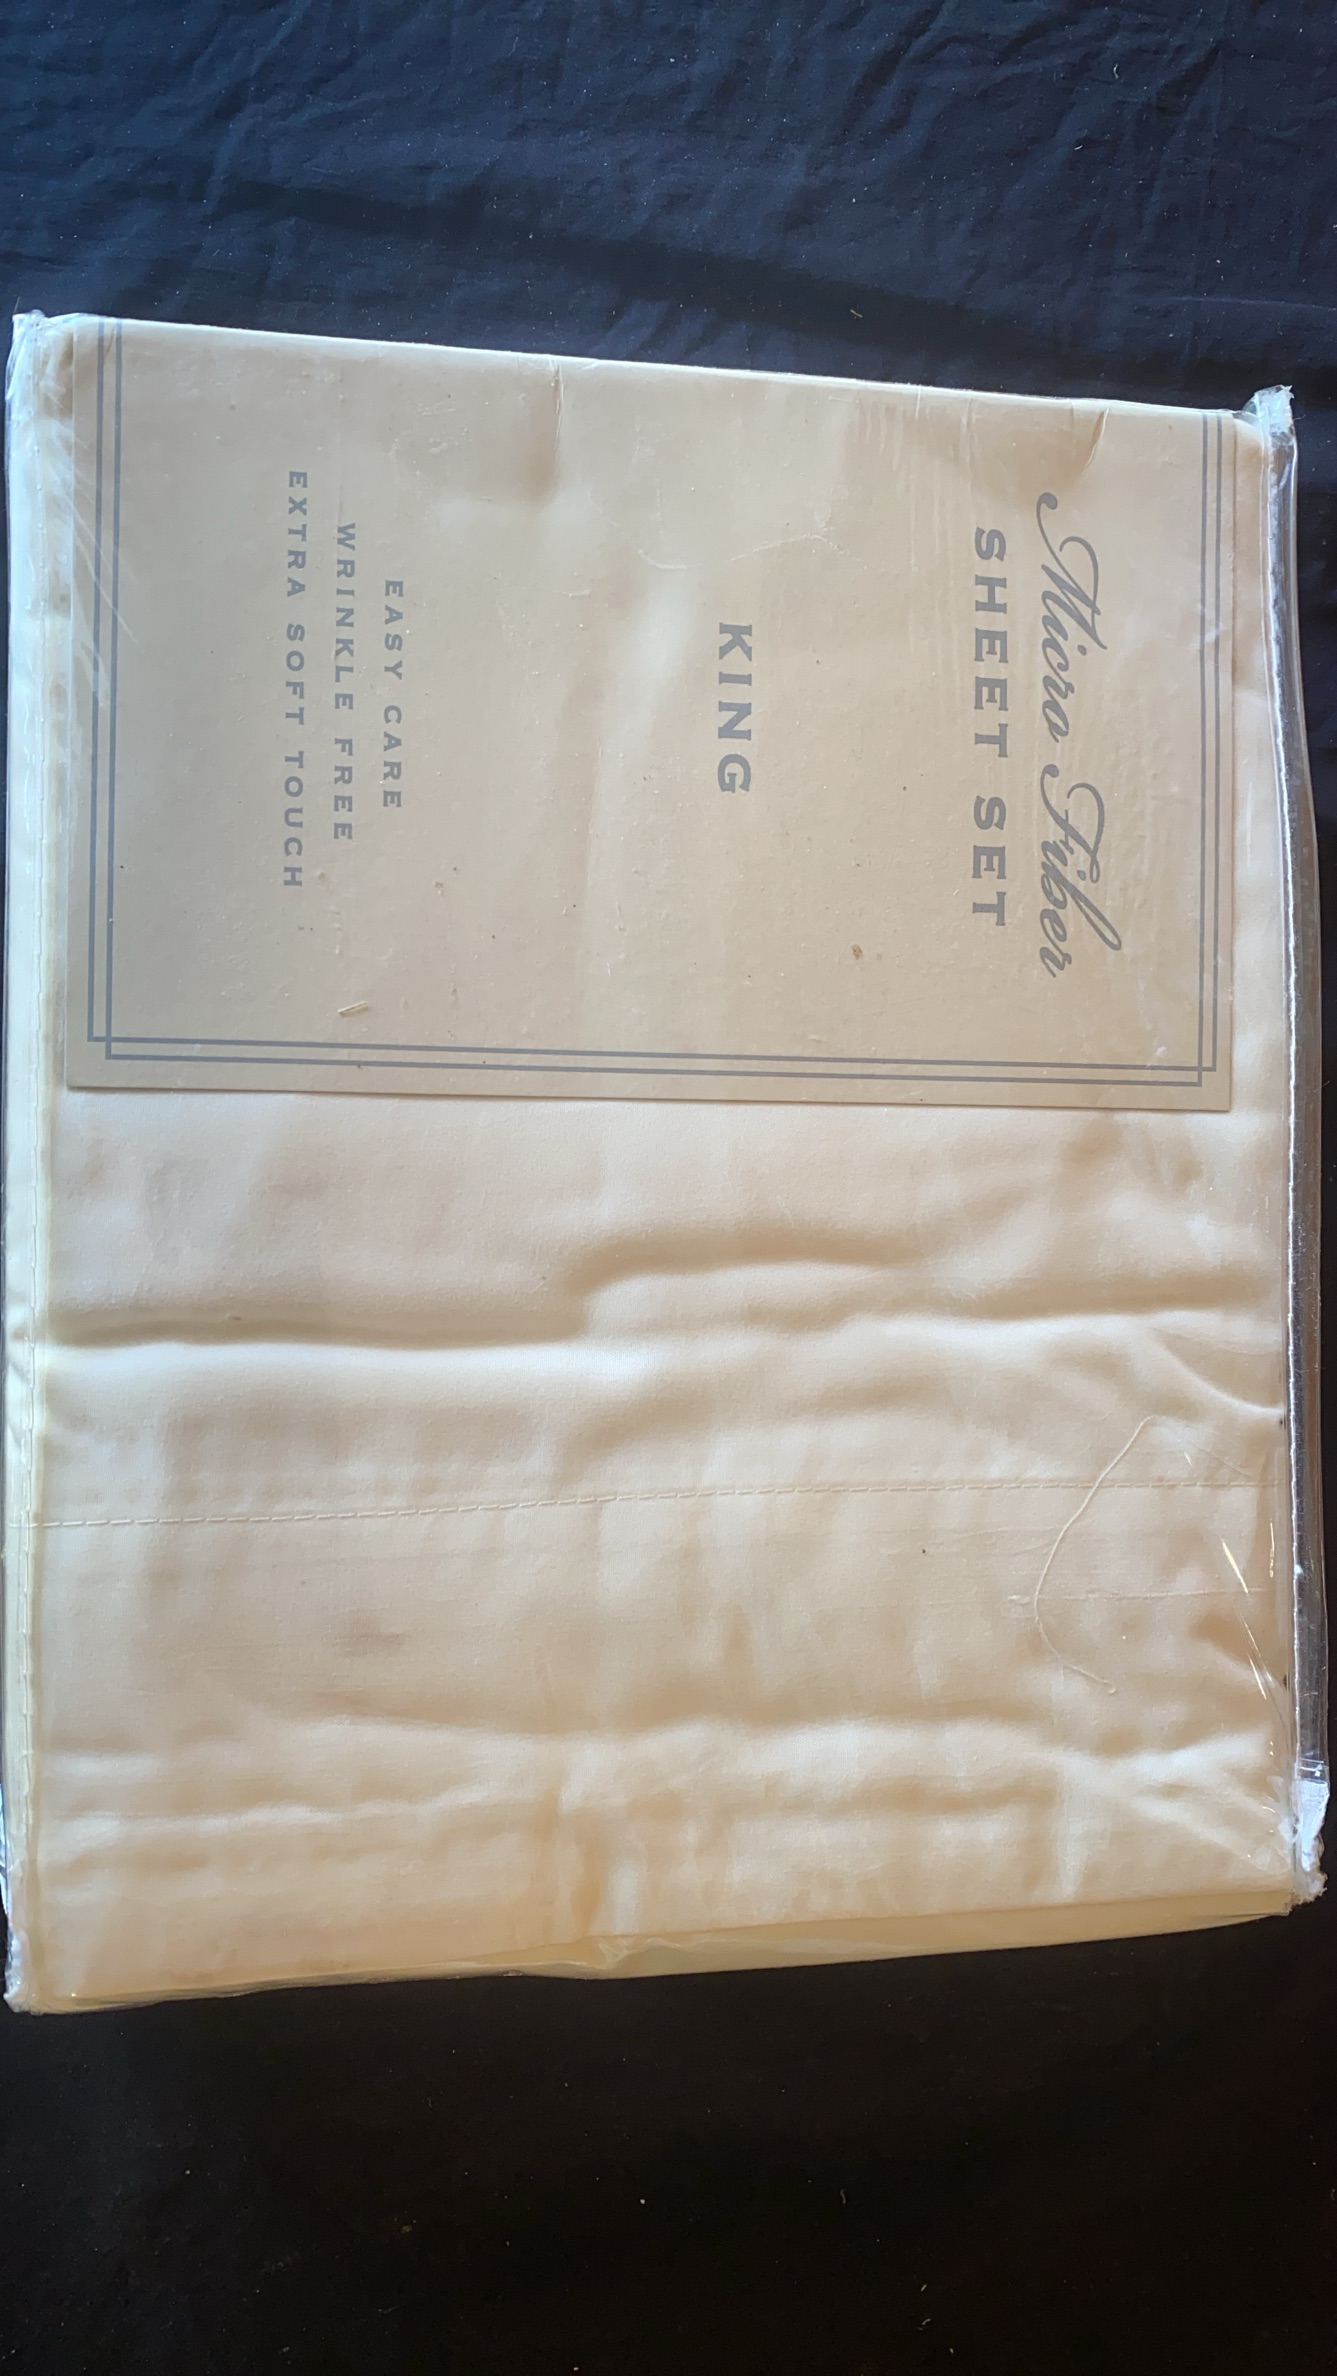 Micro Fiber
SHEET SET
KING
EASY CARE
WRINKLE FREE
EXTRA SOFT TOUCH